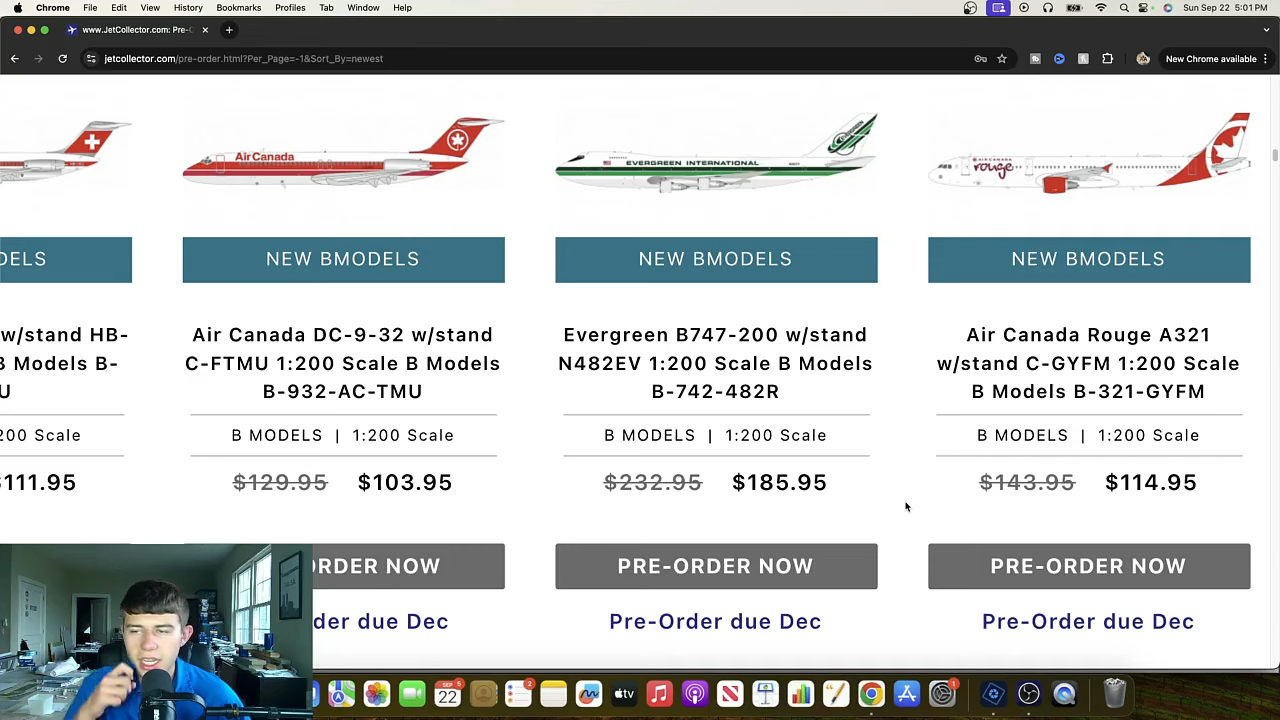 Chrome File Edit View History Bookmarks Profiles Tab Window Help Sun Sep 22 5:01 PM
www.JetCollector.com: Pre-O
jetcollector.com/pre-order.html?Per_Page=-1&Sort_By=newest New Chrome available
Air Canada
EVERGREEN INTERNATIONAL
AIR CANADA
rouge
DELS NEW BMODELS NEW BMODELS NEW BMODELS
w/stand HB- Air Canada DC-9-32 w/stand Evergreen B747-200 w/stand Air Canada Rouge A321
B Models B- C-FTMU 1:200 Scale B Models N482EV 1:200 Scale B Models w/stand C-GYFM 1:200 Scale
U B-932-AC-TMU B-742-482R B Models B-321-GYFM
200 Scale B MODELS | 1:200 Scale B MODELS | 1:200 Scale B MODELS | 1:200 Scale
$111.95 $129.95 $103.95 $232.95 $185.95 $143.95 $114.95
ORDER NOW PRE-ORDER NOW PRE-ORDER NOW
der due Dec Pre-Order due Dec Pre-Order due Dec
SEP 5
22 2 tv 1